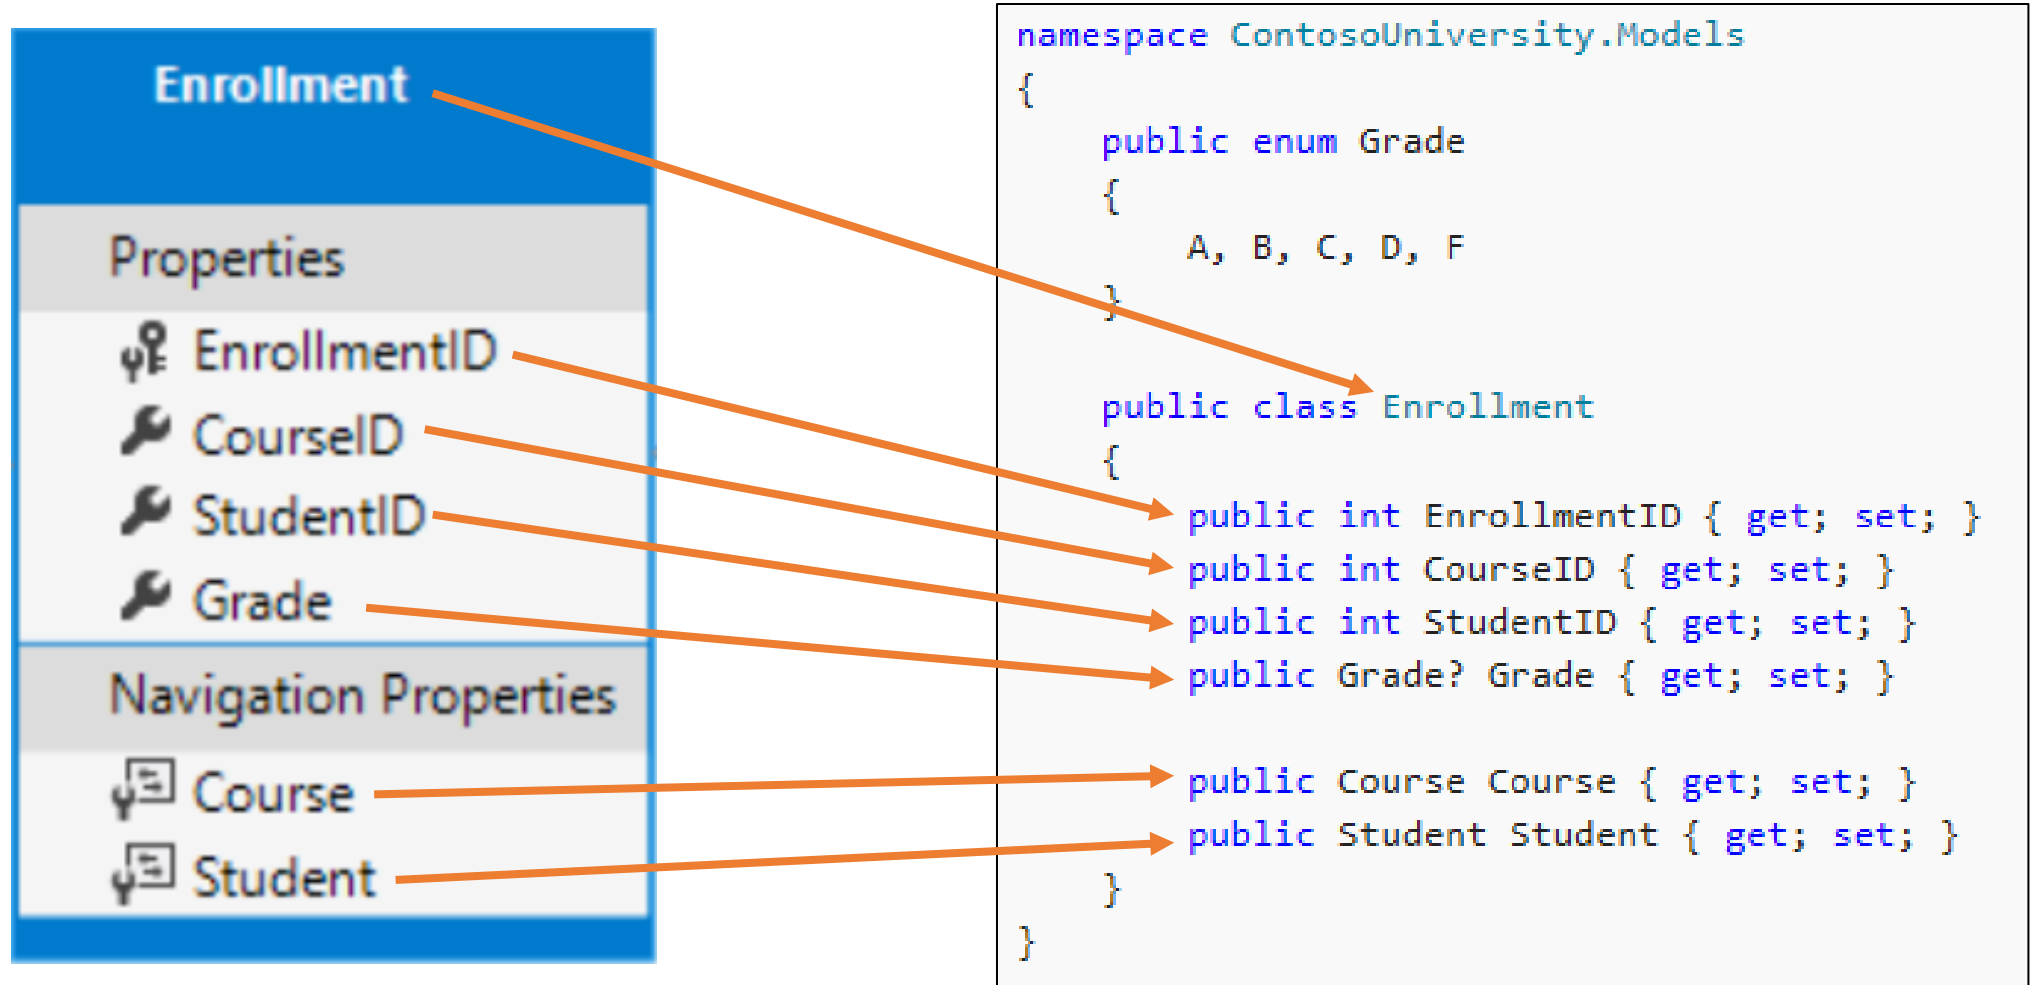 Enrollment
Properties
EnrollmentID
CourseID
StudentID
Grade
Navigation Properties
Course
Student
namespace ContosoUniversity.Models
{
    public enum Grade
    {
        A, B, C, D, F
    }
    public class Enrollment
    {
        public int EnrollmentID { get; set; }
        public int CourseID { get; set; }
        public int StudentID { get; set; }
        public Grade? Grade { get; set; }
        public Course Course { get; set; }
        public Student Student { get; set; }
    }
}